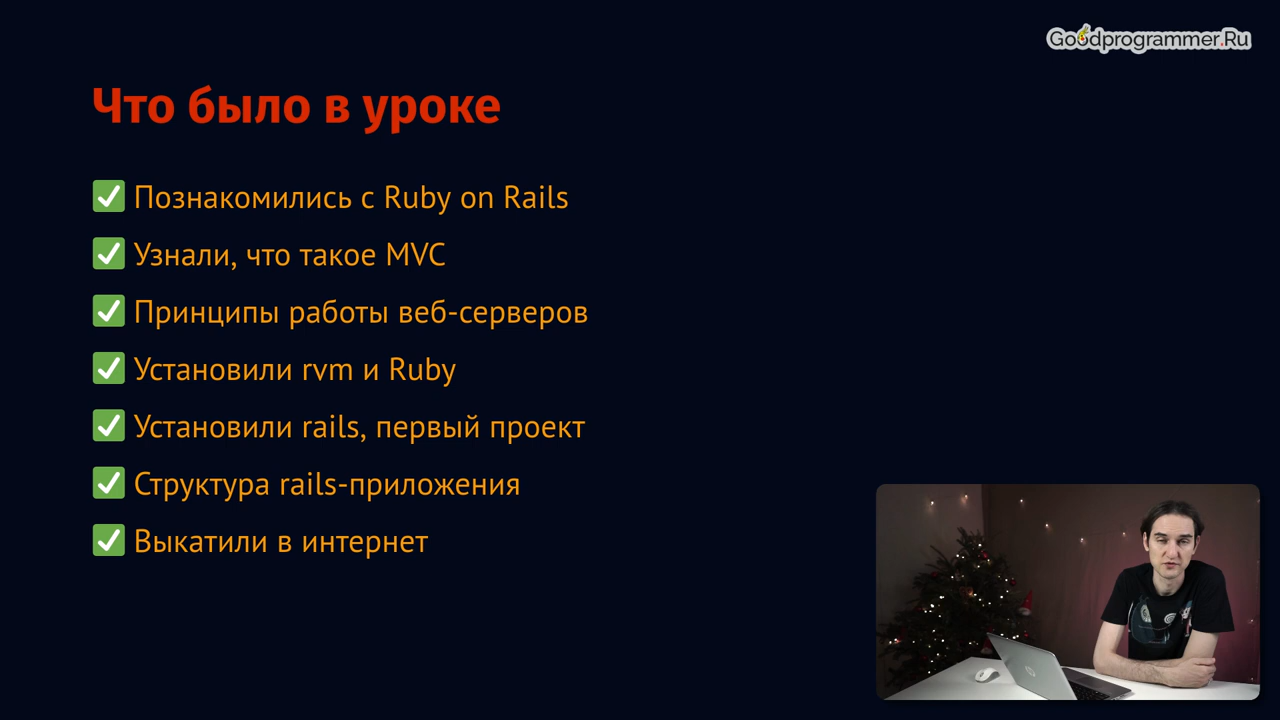 Goodprogrammer.Ru
Что было в уроке
Познакомились с Ruby on Rails
Узнали, что такое MVC
Принципы работы веб-серверов
Установили rvm и Ruby
Установили rails, первый проект
Структура rails-приложения
Выкатили в интернет